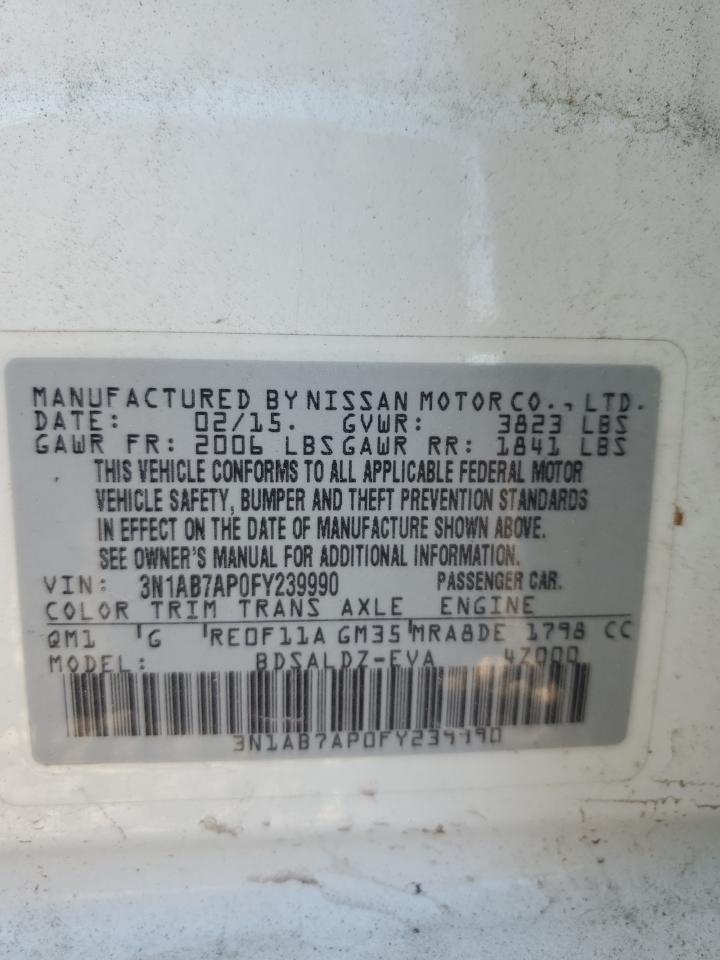 MANUFACTURED BY NISSAN MOTOR CO., LTD.
DATE: 02/15. GVWR: 3823 LBS
GAWR FR: 2006 LBS GAWR RR: 1841 LBS
THIS VEHICLE CONFORMS TO ALL APPLICABLE FEDERAL MOTOR
VEHICLE SAFETY, BUMPER AND THEFT PREVENTION STANDARDS
IN EFFECT ON THE DATE OF MANUFACTURE SHOWN ABOVE.
SEE OWNER'S MANUAL FOR ADDITIONAL INFORMATION.
VIN: 3N1AB7AP0FY239990 PASSENGER CAR.
COLOR TRIM TRANS AXLE ENGINE
QM1 G RE0F11A GM35 MRA8DE 1798 CC
MODEL: BDSALDZ-EVA 4Z000
3N1AB7AP0FY239990